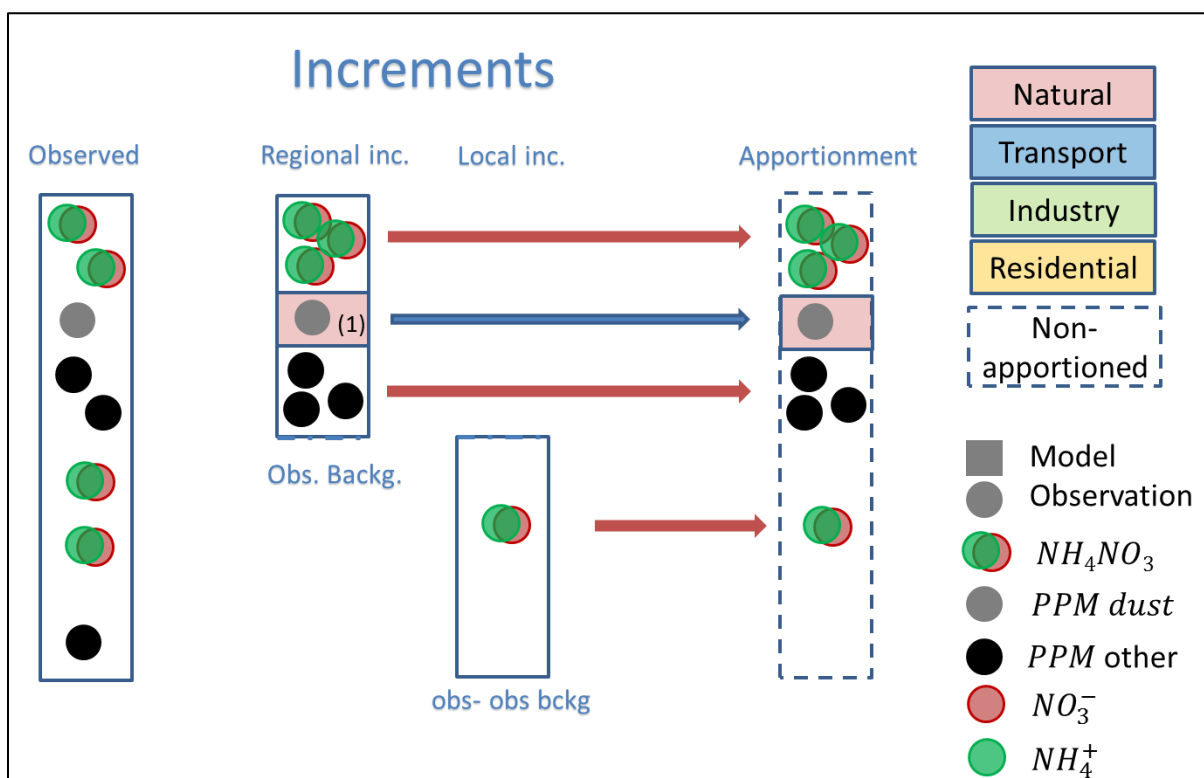 Increments
Observed
Regional inc.
Local inc.
Apportionment
(1)
Obs. Backg.
obs- obs bckg
Natural
Transport
Industry
Residential
Non-
apportioned
Model
Observation
NH₄NO₃
PPM dust
PPM other
NO₃⁻
NH₄⁺